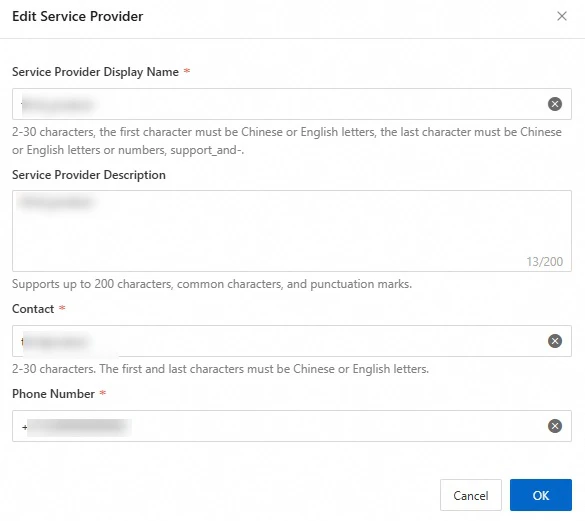 Edit Service Provider
Service Provider Display Name *
2-30 characters, the first character must be Chinese or English letters, the last character must be Chinese
or English letters or numbers, support_and-.
Service Provider Description
13/200
Supports up to 200 characters, common characters, and punctuation marks.
Contact *
2-30 characters. The first and last characters must be Chinese or English letters.
Phone Number *
+
Cancel
OK